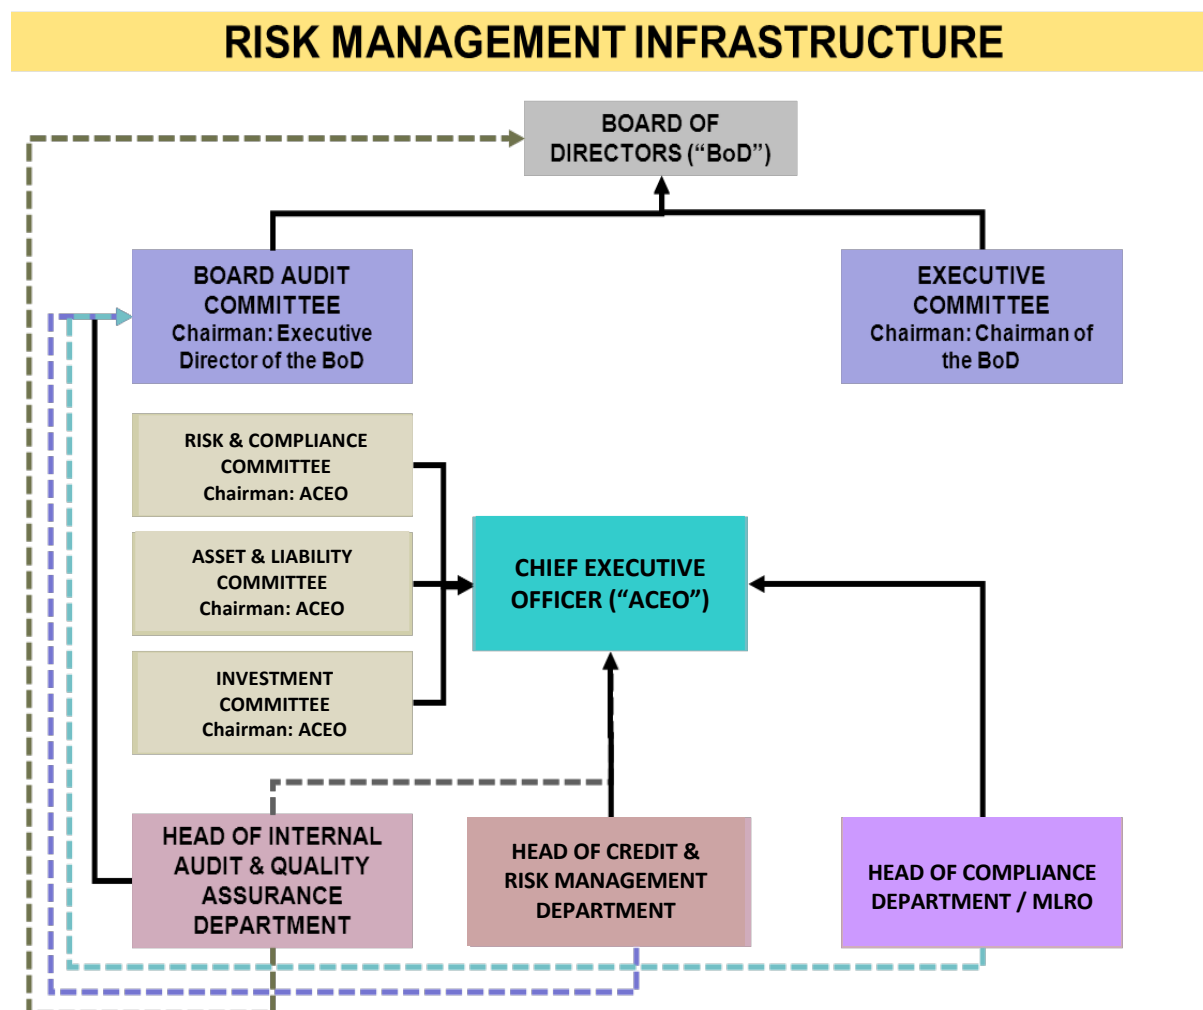 RISK MANAGEMENT INFRASTRUCTURE
BOARD OF
DIRECTORS (“BoD”)
BOARD AUDIT
COMMITTEE
Chairman: Executive
Director of the BoD
EXECUTIVE
COMMITTEE
Chairman: Chairman of
the BoD
RISK & COMPLIANCE
COMMITTEE
Chairman: ACEO
ASSET & LIABILITY
COMMITTEE
Chairman: ACEO
CHIEF EXECUTIVE
OFFICER (“ACEO”)
INVESTMENT
COMMITTEE
Chairman: ACEO
HEAD OF INTERNAL
AUDIT & QUALITY
ASSURANCE
DEPARTMENT
HEAD OF CREDIT &
RISK MANAGEMENT
DEPARTMENT
HEAD OF COMPLIANCE
DEPARTMENT / MLRO